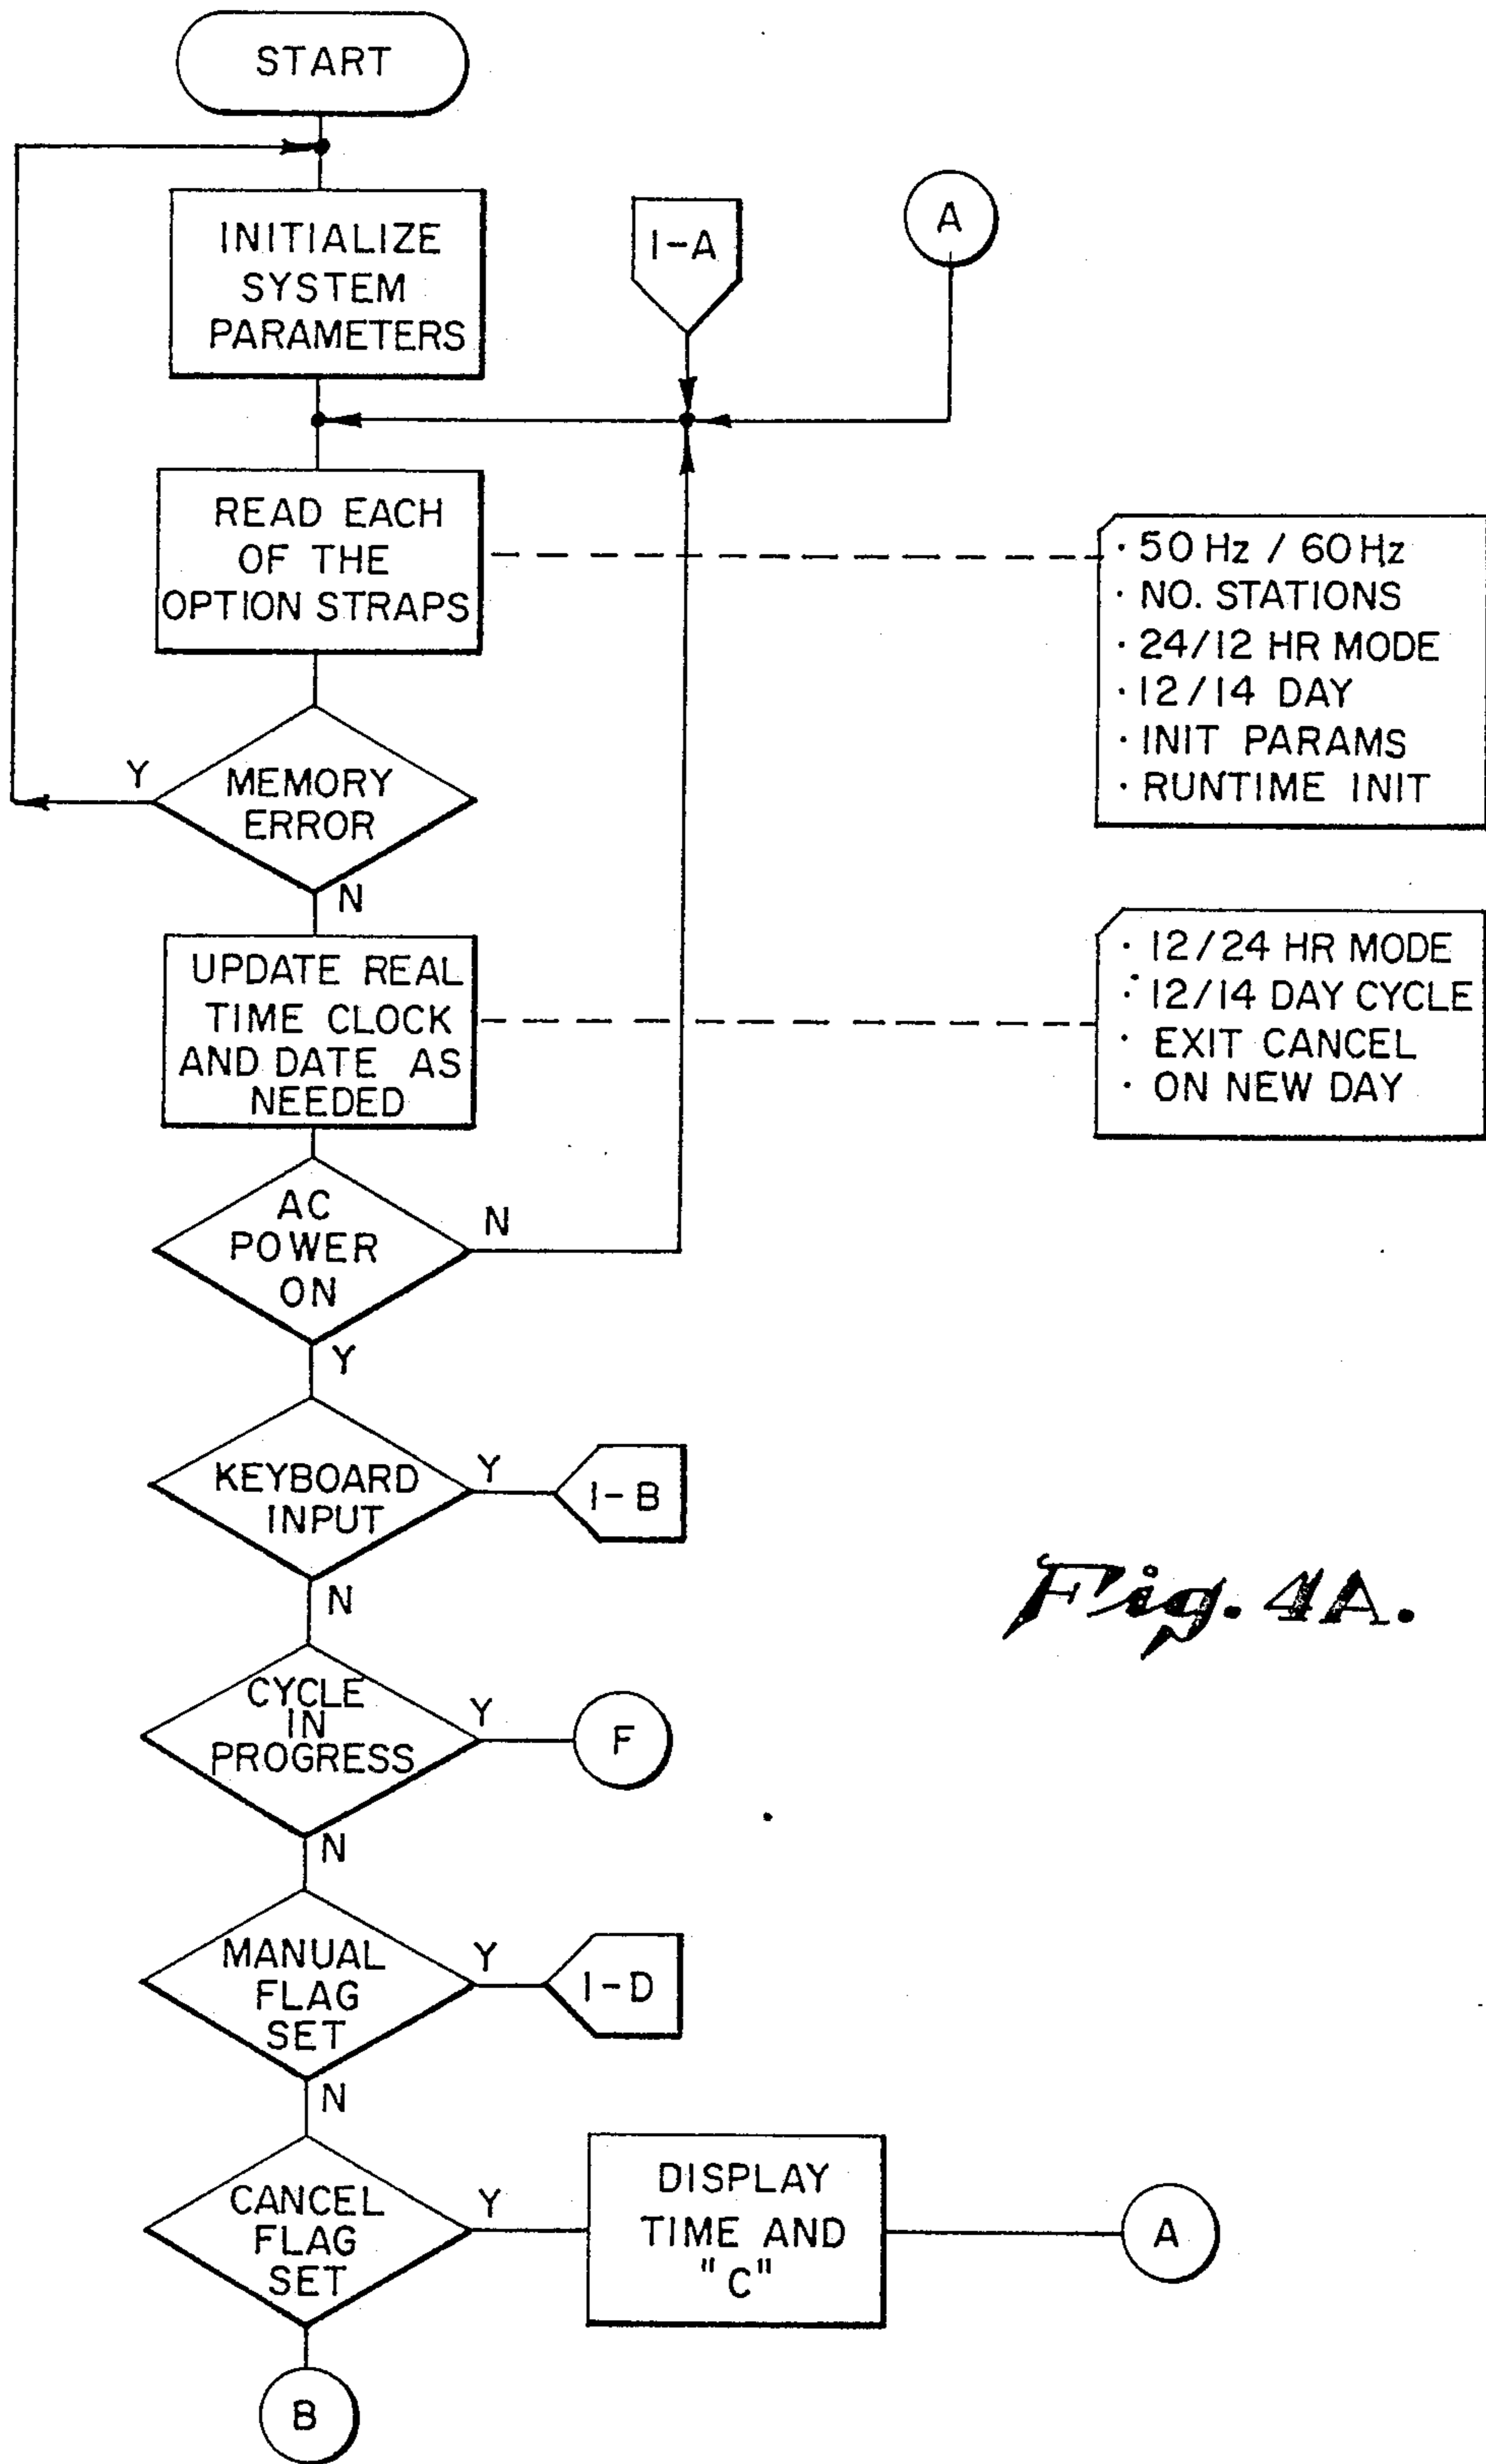 START
INITIALIZE
SYSTEM
PARAMETERS
1-A
A
READ EACH
OF THE
OPTION STRAPS
· 50 Hz / 60 Hz
· NO. STATIONS
· 24/12 HR MODE
· 12/14 DAY
· INIT PARAMS
· RUNTIME INIT
Y
MEMORY
ERROR
N
UPDATE REAL
TIME CLOCK
AND DATE AS
NEEDED
· 12/24 HR MODE
· 12/14 DAY CYCLE
· EXIT CANCEL
· ON NEW DAY
AC
POWER
ON
N
Y
KEYBOARD
INPUT
Y
1-B
N
Fig. 4A.
CYCLE
IN
PROGRESS
Y
F
N
MANUAL
FLAG
SET
Y
1-D
N
CANCEL
FLAG
SET
Y
DISPLAY
TIME AND
"C"
A
B